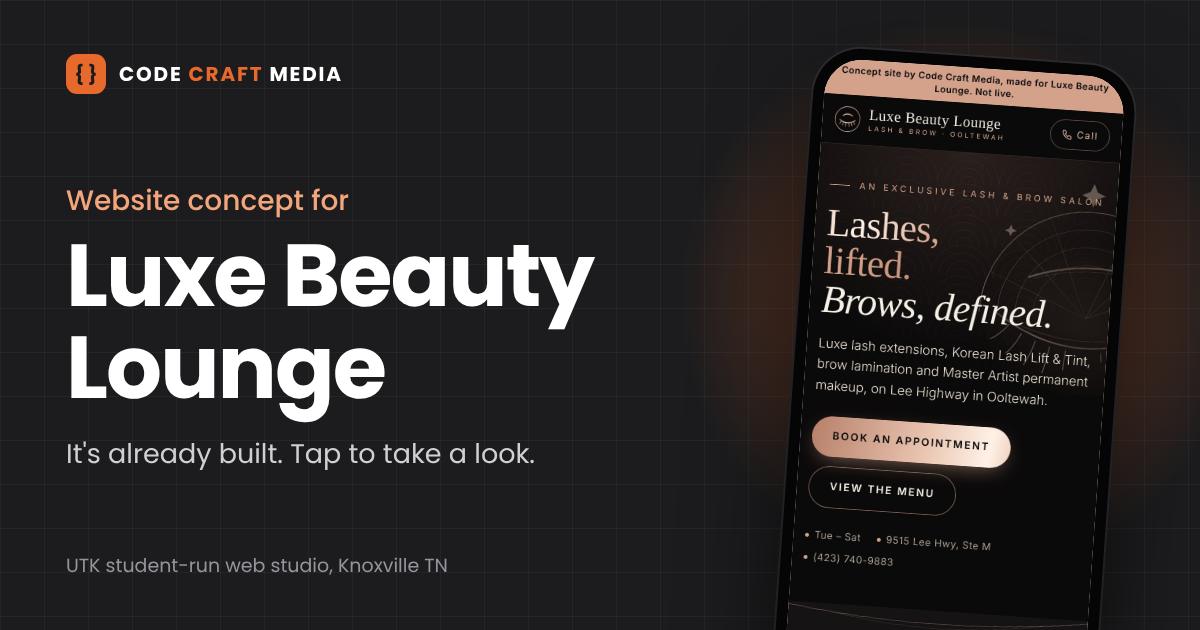 { } CODE CRAFT MEDIA
Website concept for
Luxe Beauty
Lounge
It's already built. Tap to take a look.
UTK student-run web studio, Knoxville TN
Concept site by Code Craft Media, made for Luxe Beauty
Lounge. Not live.
Luxe Beauty Lounge
LASH & BROW · OOLTEWAH
Call
AN EXCLUSIVE LASH & BROW SALON
Lashes,
lifted.
Brows, defined.
Luxe lash extensions, Korean Lash Lift & Tint,
brow lamination and Master Artist permanent
makeup, on Lee Highway in Ooltewah.
BOOK AN APPOINTMENT
VIEW THE MENU
• Tue – Sat • 9515 Lee Hwy, Ste M
• (423) 740-9883